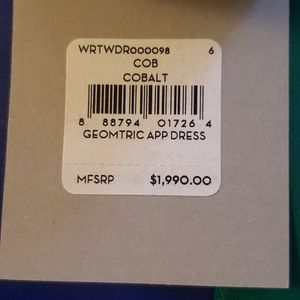 WRTWDR000098 6
COB
COBALT
8 88794 01726 4
GEOMTRIC APP DRESS
MFSRP $1,990.00